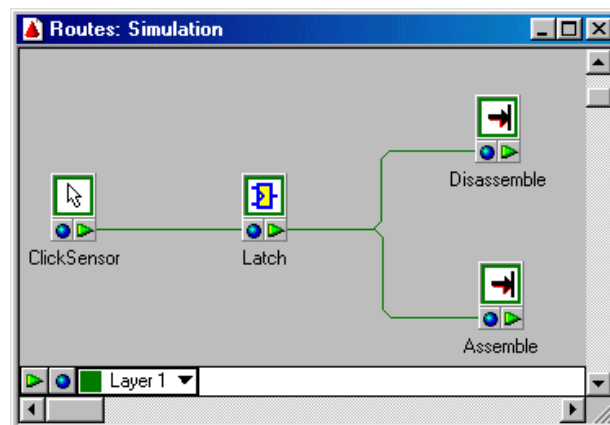 Routes: Simulation
Disassemble
ClickSensor
Latch
Assemble
Layer 1